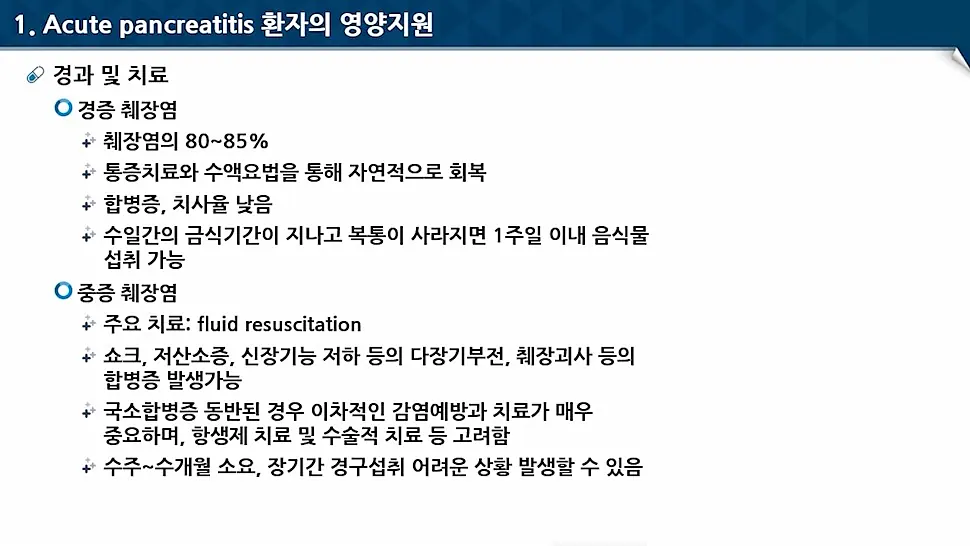 1. Acute pancreatitis 환자의 영양지원
경과 및 치료
경증 췌장염
췌장염의 80~85%
통증치료와 수액요법을 통해 자연적으로 회복
합병증, 치사율 낮음
수일간의 금식기간이 지나고 복통이 사라지면 1주일 이내 음식물
섭취 가능
중증 췌장염
주요 치료: fluid resuscitation
쇼크, 저산소증, 신장기능 저하 등의 다장기부전, 췌장괴사 등의
합병증 발생가능
국소합병증 동반된 경우 이차적인 감염예방과 치료가 매우
중요하며, 항생제 치료 및 수술적 치료 등 고려함
수주~수개월 소요, 장기간 경구섭취 어려운 상황 발생할 수 있음